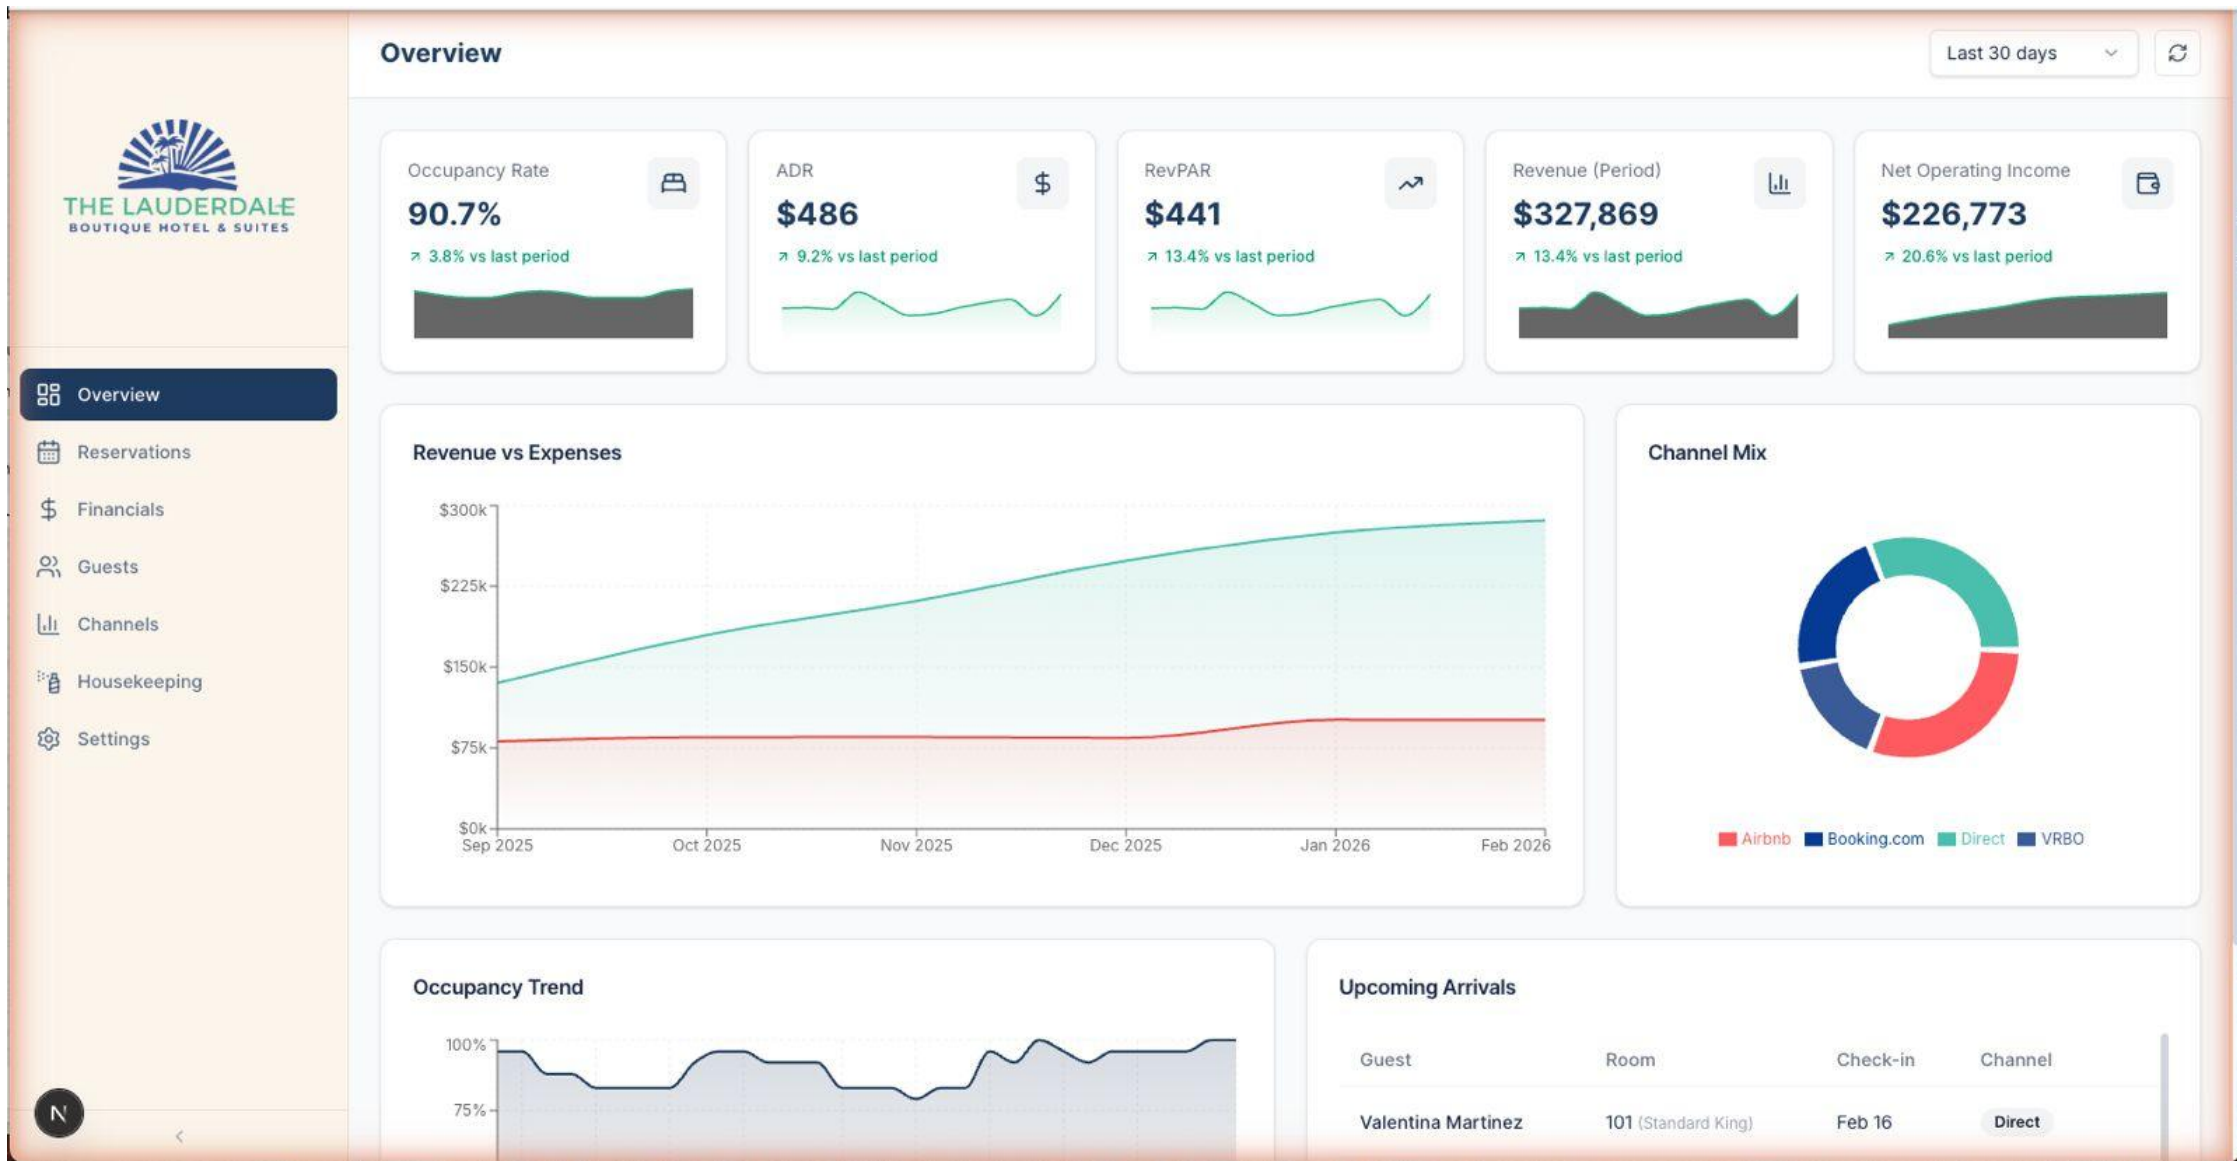 THE LAUDERDALE
BOUTIQUE HOTEL & SUITES
Overview
Reservations
Financials
Guests
Channels
Housekeeping
Settings
N
Overview
Last 30 days
Occupancy Rate
90.7%
3.8% vs last period
ADR
$486
9.2% vs last period
RevPAR
$441
13.4% vs last period
Revenue (Period)
$327,869
13.4% vs last period
Net Operating Income
$226,773
20.6% vs last period
Revenue vs Expenses
$300k
$225k
$150k
$75k
$0k
Sep 2025 Oct 2025 Nov 2025 Dec 2025 Jan 2026 Feb 2026
Channel Mix
Airbnb Booking.com Direct VRBO
Occupancy Trend
100%
75%
Upcoming Arrivals
Guest Room Check-in Channel
Valentina Martinez 101 (Standard King) Feb 16 Direct